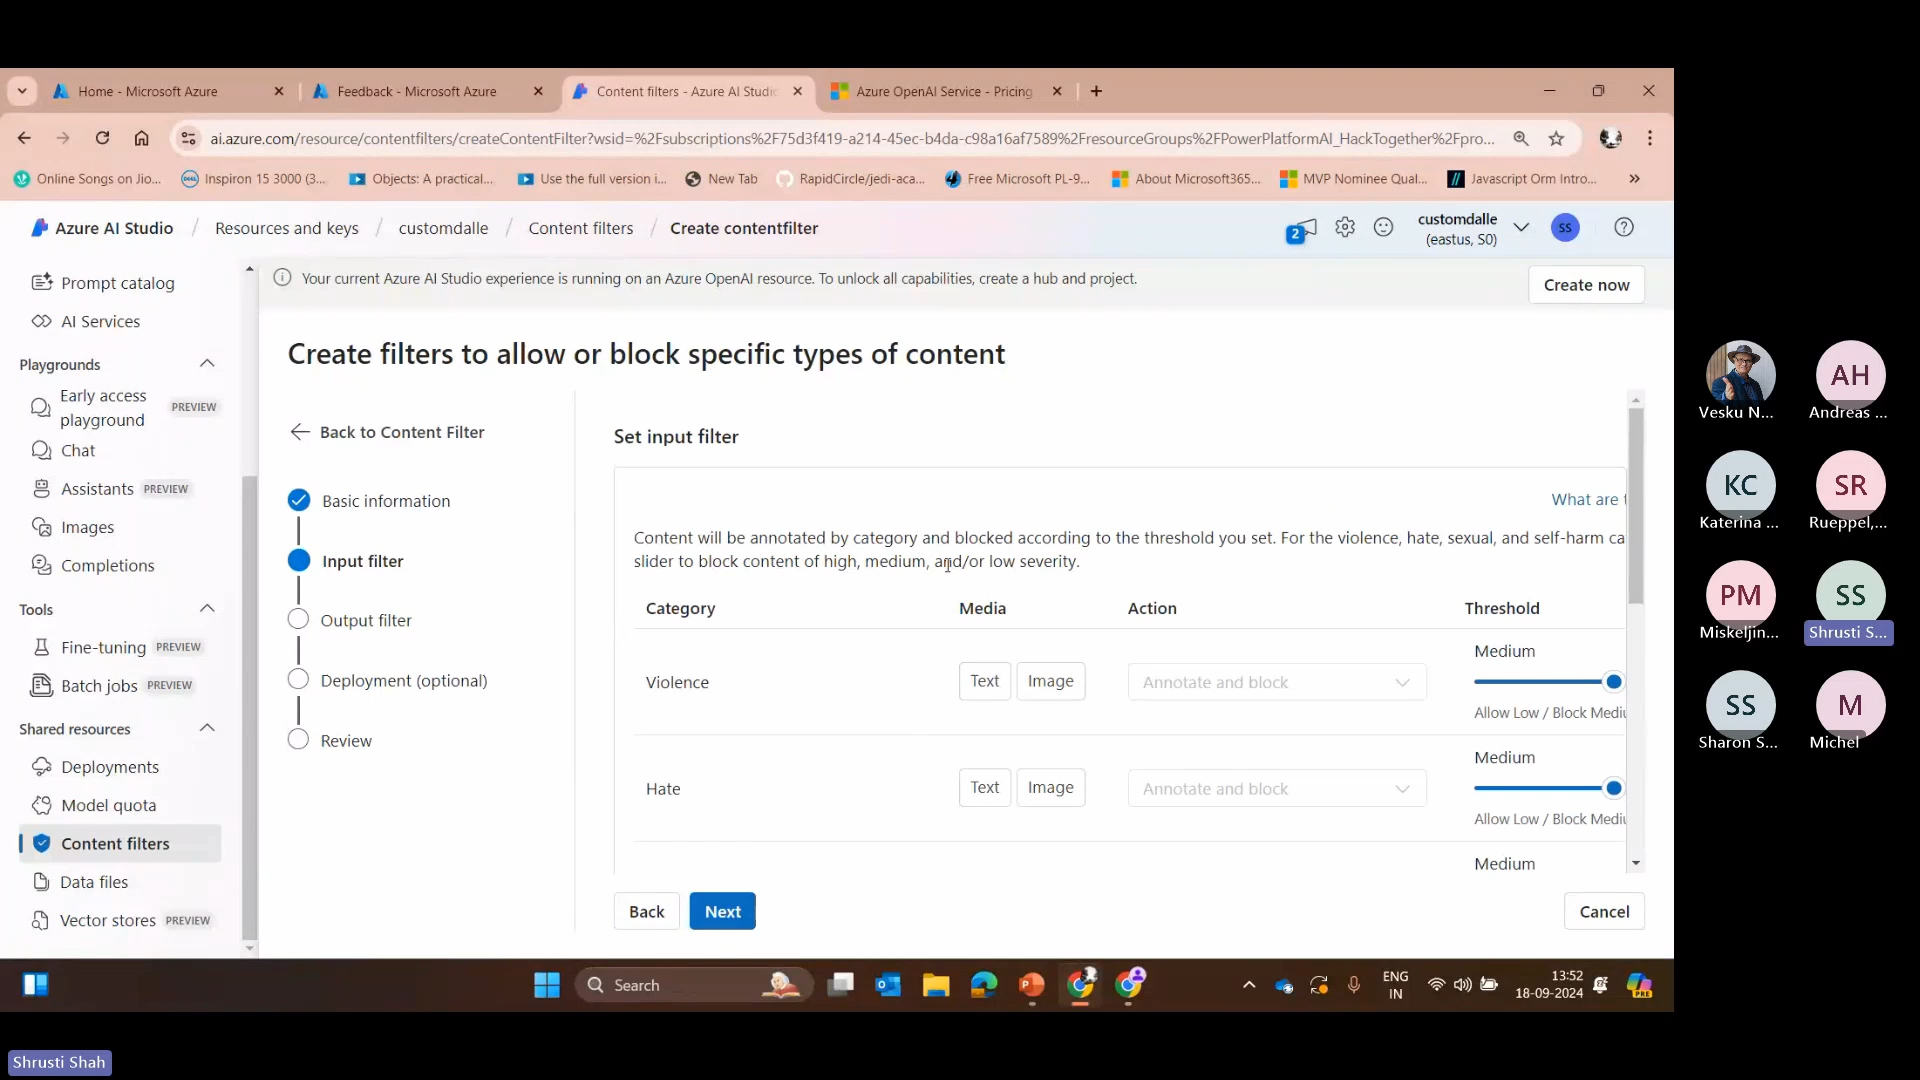 Home - Microsoft Azure
Feedback - Microsoft Azure
Content filters - Azure AI Studio
Azure OpenAI Service - Pricing
ai.azure.com/resource/contentfilters/createContentFilter?wsid=%2Fsubscriptions%2F75d3f419-a214-45ec-b4da-c98a16af7589%2FresourceGroups%2FPowerPlatformAI_HackTogether%2Fpro...
Online Songs on Jio...
Inspiron 15 3000 (3...
Objects: A practical...
Use the full version i...
New Tab
RapidCircle/jedi-aca...
Free Microsoft PL-9...
About Microsoft365...
MVP Nominee Qual...
Javascript Orm Intro...
Azure AI Studio / Resources and keys / customdalle / Content filters / Create contentfilter
2
customdalle
(eastus, S0)
SS
Prompt catalog
AI Services
Playgrounds
Early access
playground PREVIEW
Chat
Assistants PREVIEW
Images
Completions
Tools
Fine-tuning PREVIEW
Batch jobs PREVIEW
Shared resources
Deployments
Model quota
Content filters
Data files
Vector stores PREVIEW
Your current Azure AI Studio experience is running on an Azure OpenAI resource. To unlock all capabilities, create a hub and project.
Create now
Create filters to allow or block specific types of content
Back to Content Filter
Basic information
Input filter
Output filter
Deployment (optional)
Review
Set input filter
What are
Content will be annotated by category and blocked according to the threshold you set. For the violence, hate, sexual, and self-harm ca
slider to block content of high, medium, and/or low severity.
Category Media Action Threshold
Medium
Violence Text Image Annotate and block
Allow Low / Block Mediu
Medium
Hate Text Image Annotate and block
Allow Low / Block Mediu
Medium
Back
Next
Cancel
Search
PRE
ENG
IN
13:52
18-09-2024
Vesku N...
AH
Andreas ...
KC
Katerina ...
SR
Rueppel,...
PM
Miskeljin...
SS
Shrusti S...
SS
Sharon S...
M
Michel
Shrusti Shah